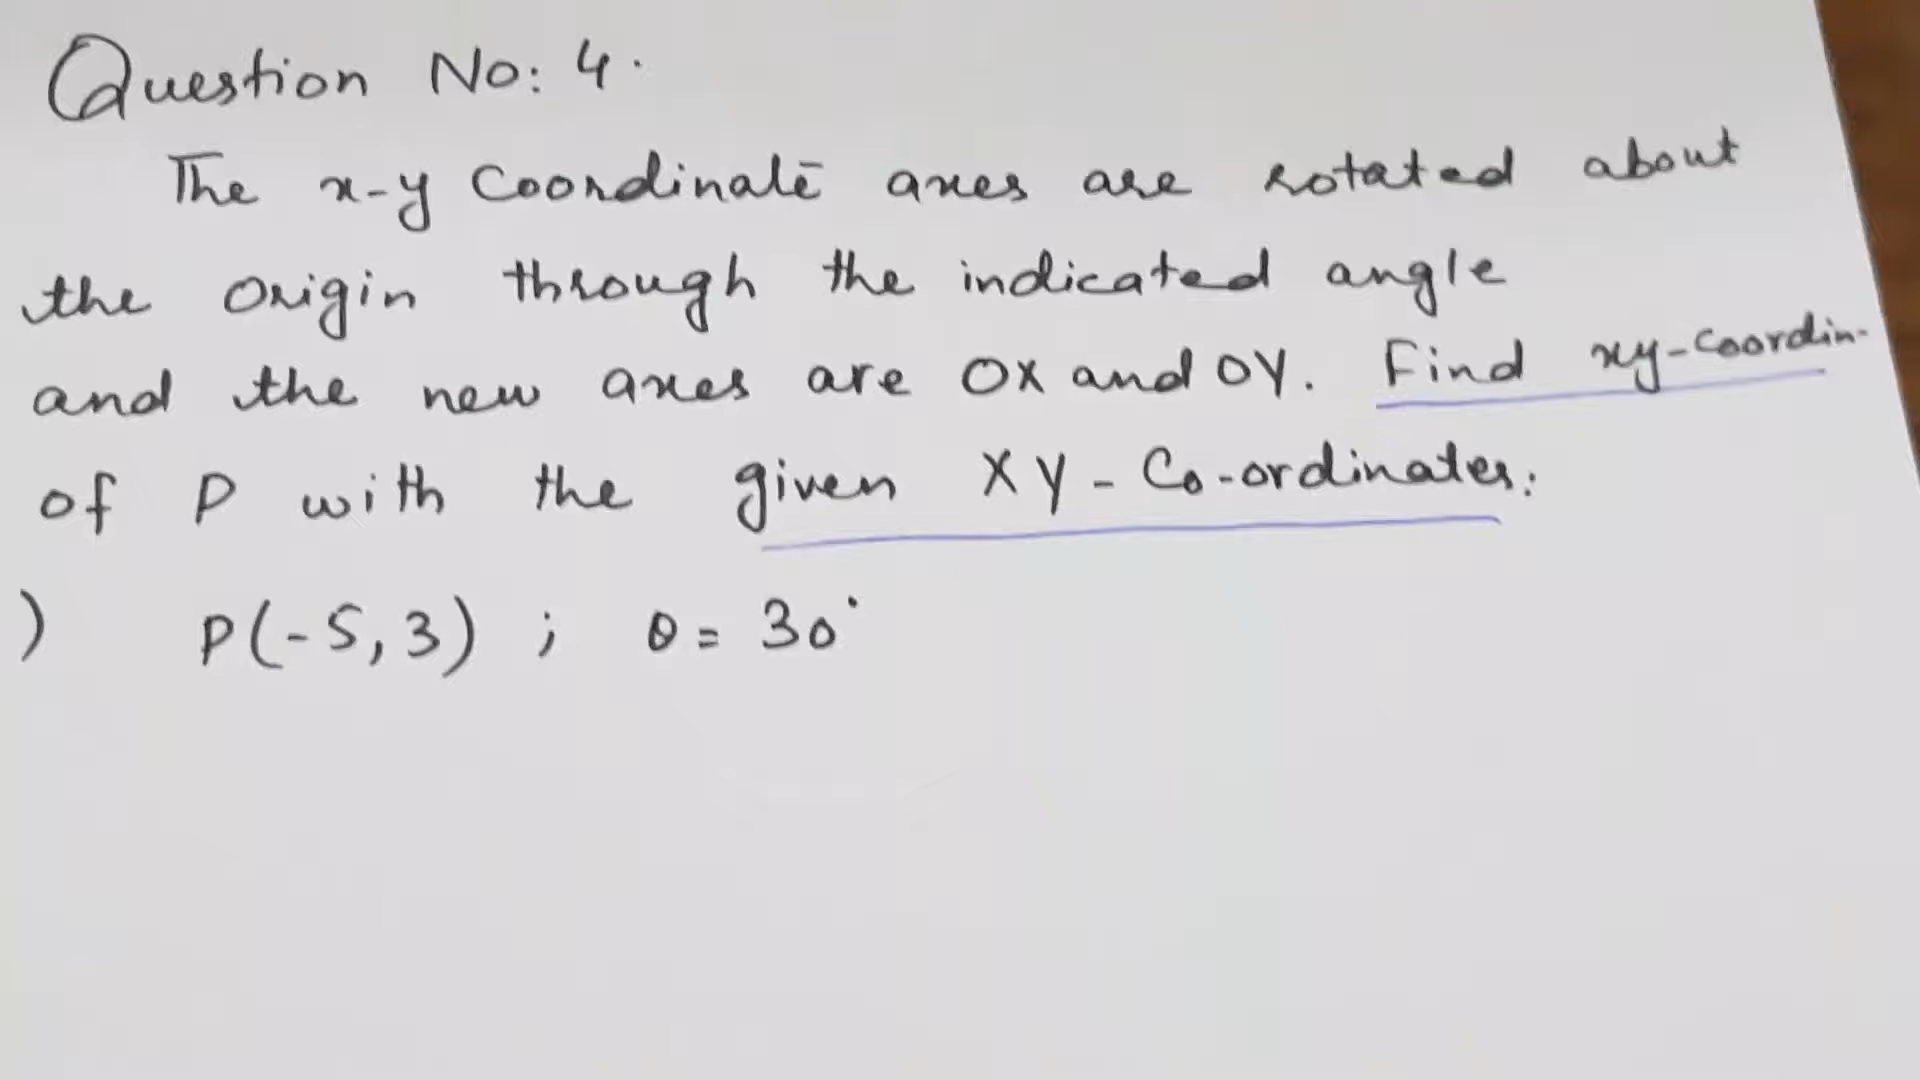 Question No: 4.
The x-y Coordinate axes are rotated about
the origin through the indicated angle
and the new axes are OX and OY. Find xy-coordin-
of P with the given XY-Co-ordinates.
) P(-5,3) ; θ = 30°